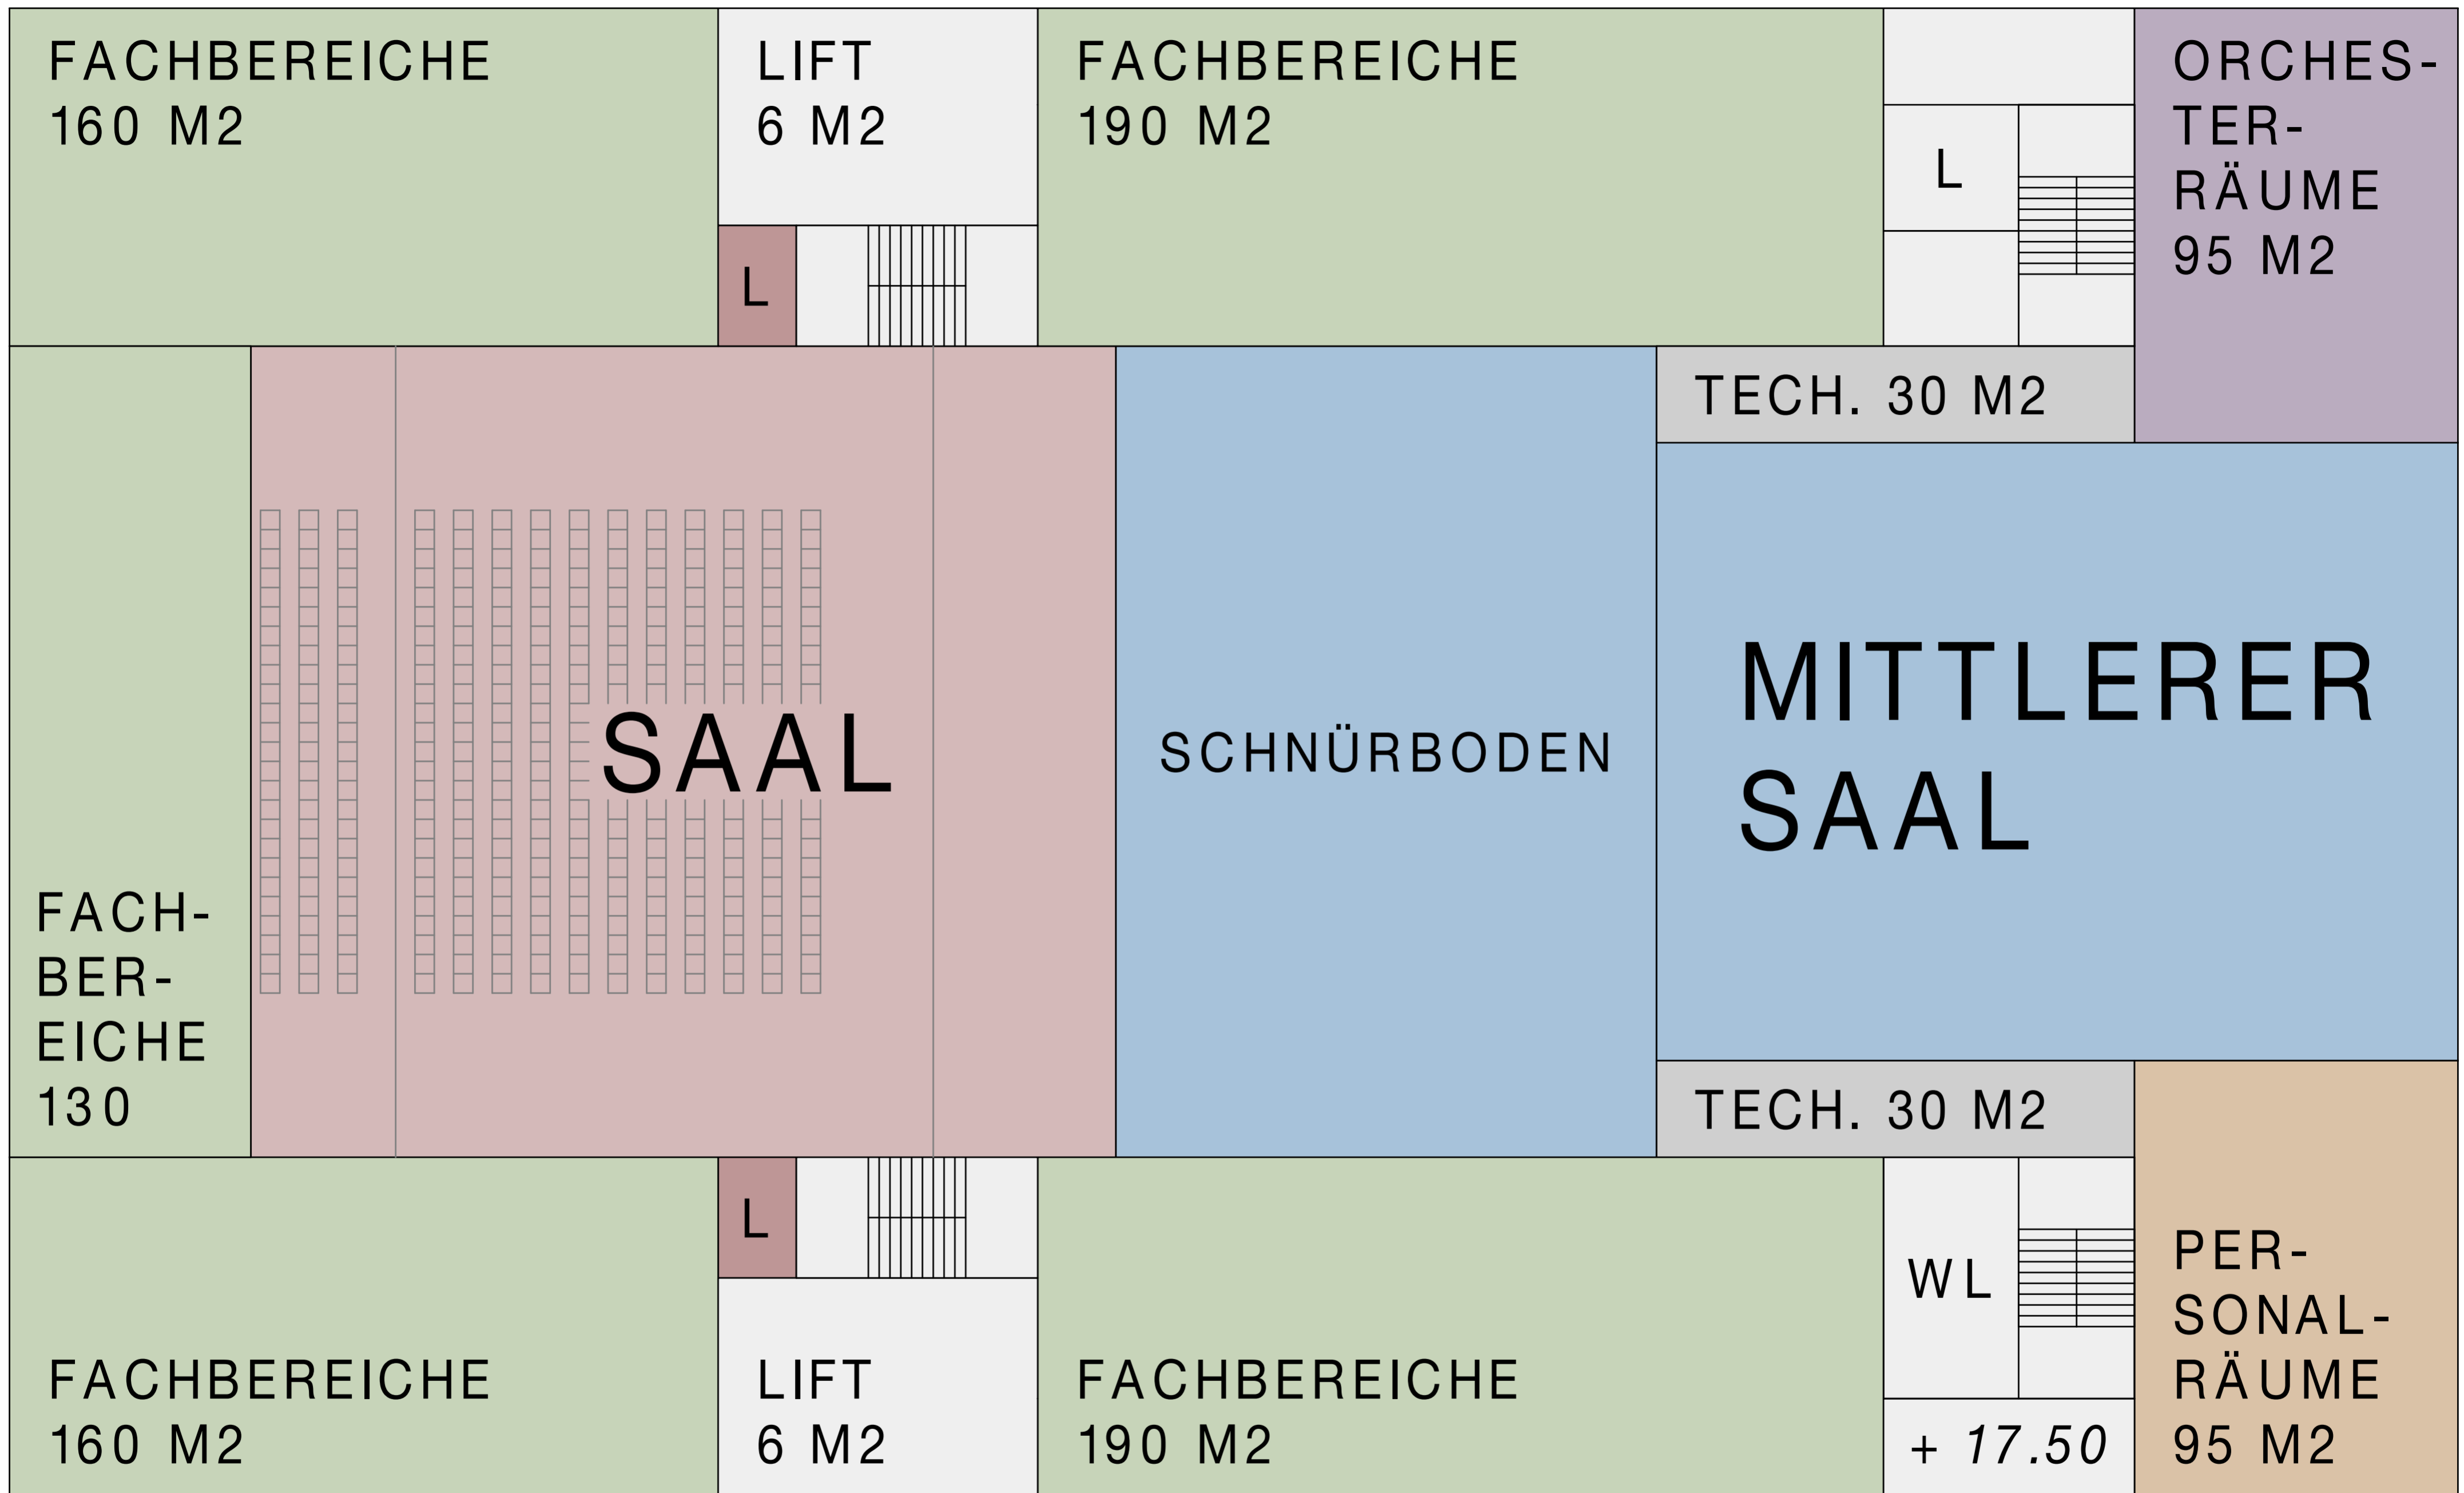 FACHBEREICHE
160 M2
LIFT
6 M2
FACHBEREICHE
190 M2
L
ORCHES-
TER-
RÄUME
95 M2
L
TECH. 30 M2
FACH-
BER-
EICHE
130
SAAL
SCHNÜRBODEN
MITTLERER
SAAL
TECH. 30 M2
L
WL
PER-
SONAL-
RÄUME
95 M2
FACHBEREICHE
160 M2
LIFT
6 M2
FACHBEREICHE
190 M2
+ 17.50